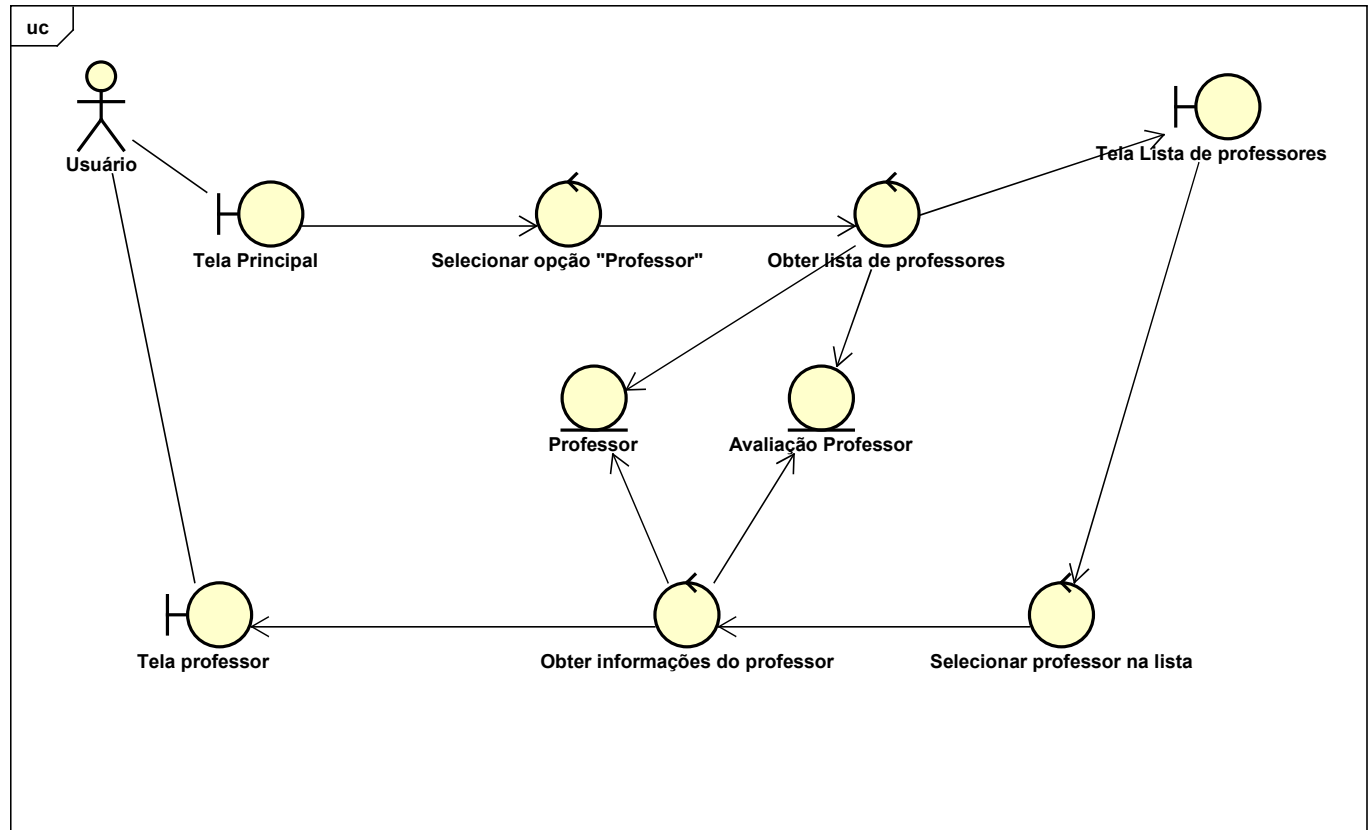 uc
Usuário
Tela Lista de professores
Tela Principal
Selecionar opção "Professor"
Obter lista de professores
Professor
Avaliação Professor
Tela professor
Obter informações do professor
Selecionar professor na lista